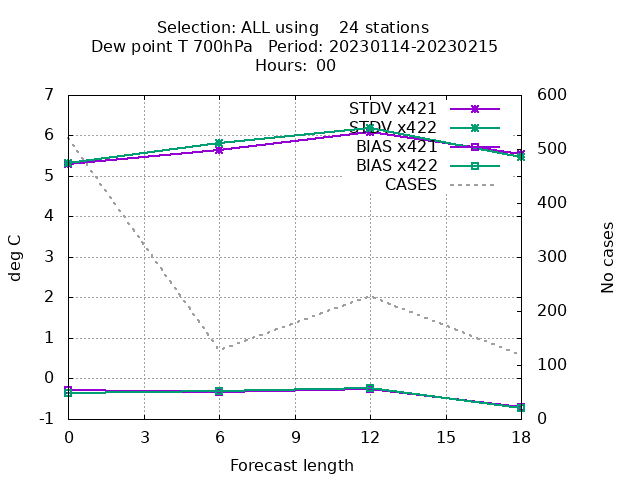 Selection: ALL using    24 stations
Dew point T 700hPa   Period: 20230114-20230215
Hours: 00
7
6
5
4
3
2
1
0
-1
600
500
400
300
200
100
0
STDV x421
STDV x422
BIAS x421
BIAS x422
CASES
deg C
No cases
0 3 6 9 12 15 18
Forecast length